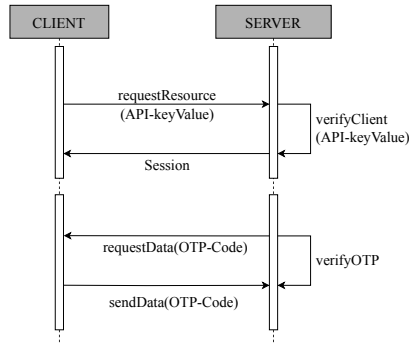 CLIENT
SERVER
requestResource
(API-keyValue)
verifyClient
(API-keyValue)
Session
requestData(OTP-Code)
verifyOTP
sendData(OTP-Code)